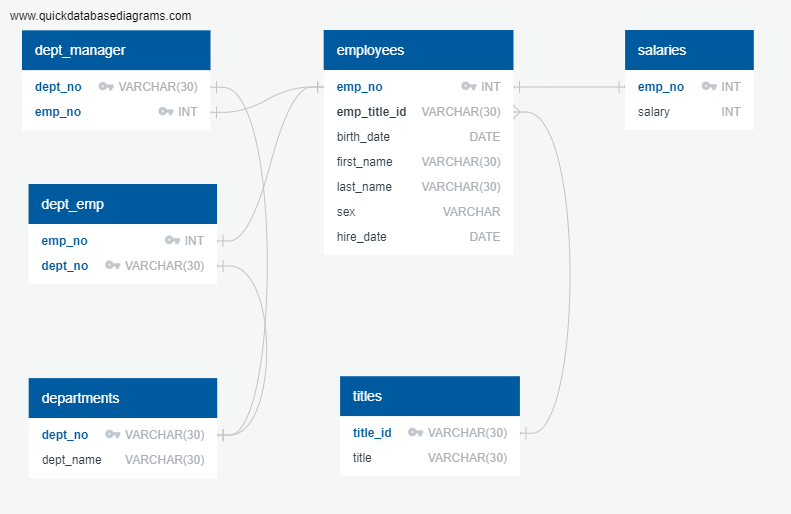 www.quickdatabasediagrams.com
dept_manager
dept_no VARCHAR(30)
emp_no INT
employees
emp_no INT
emp_title_id VARCHAR(30)
birth_date DATE
first_name VARCHAR(30)
last_name VARCHAR(30)
sex VARCHAR
hire_date DATE
salaries
emp_no INT
salary INT
dept_emp
emp_no INT
dept_no VARCHAR(30)
departments
dept_no VARCHAR(30)
dept_name VARCHAR(30)
titles
title_id VARCHAR(30)
title VARCHAR(30)